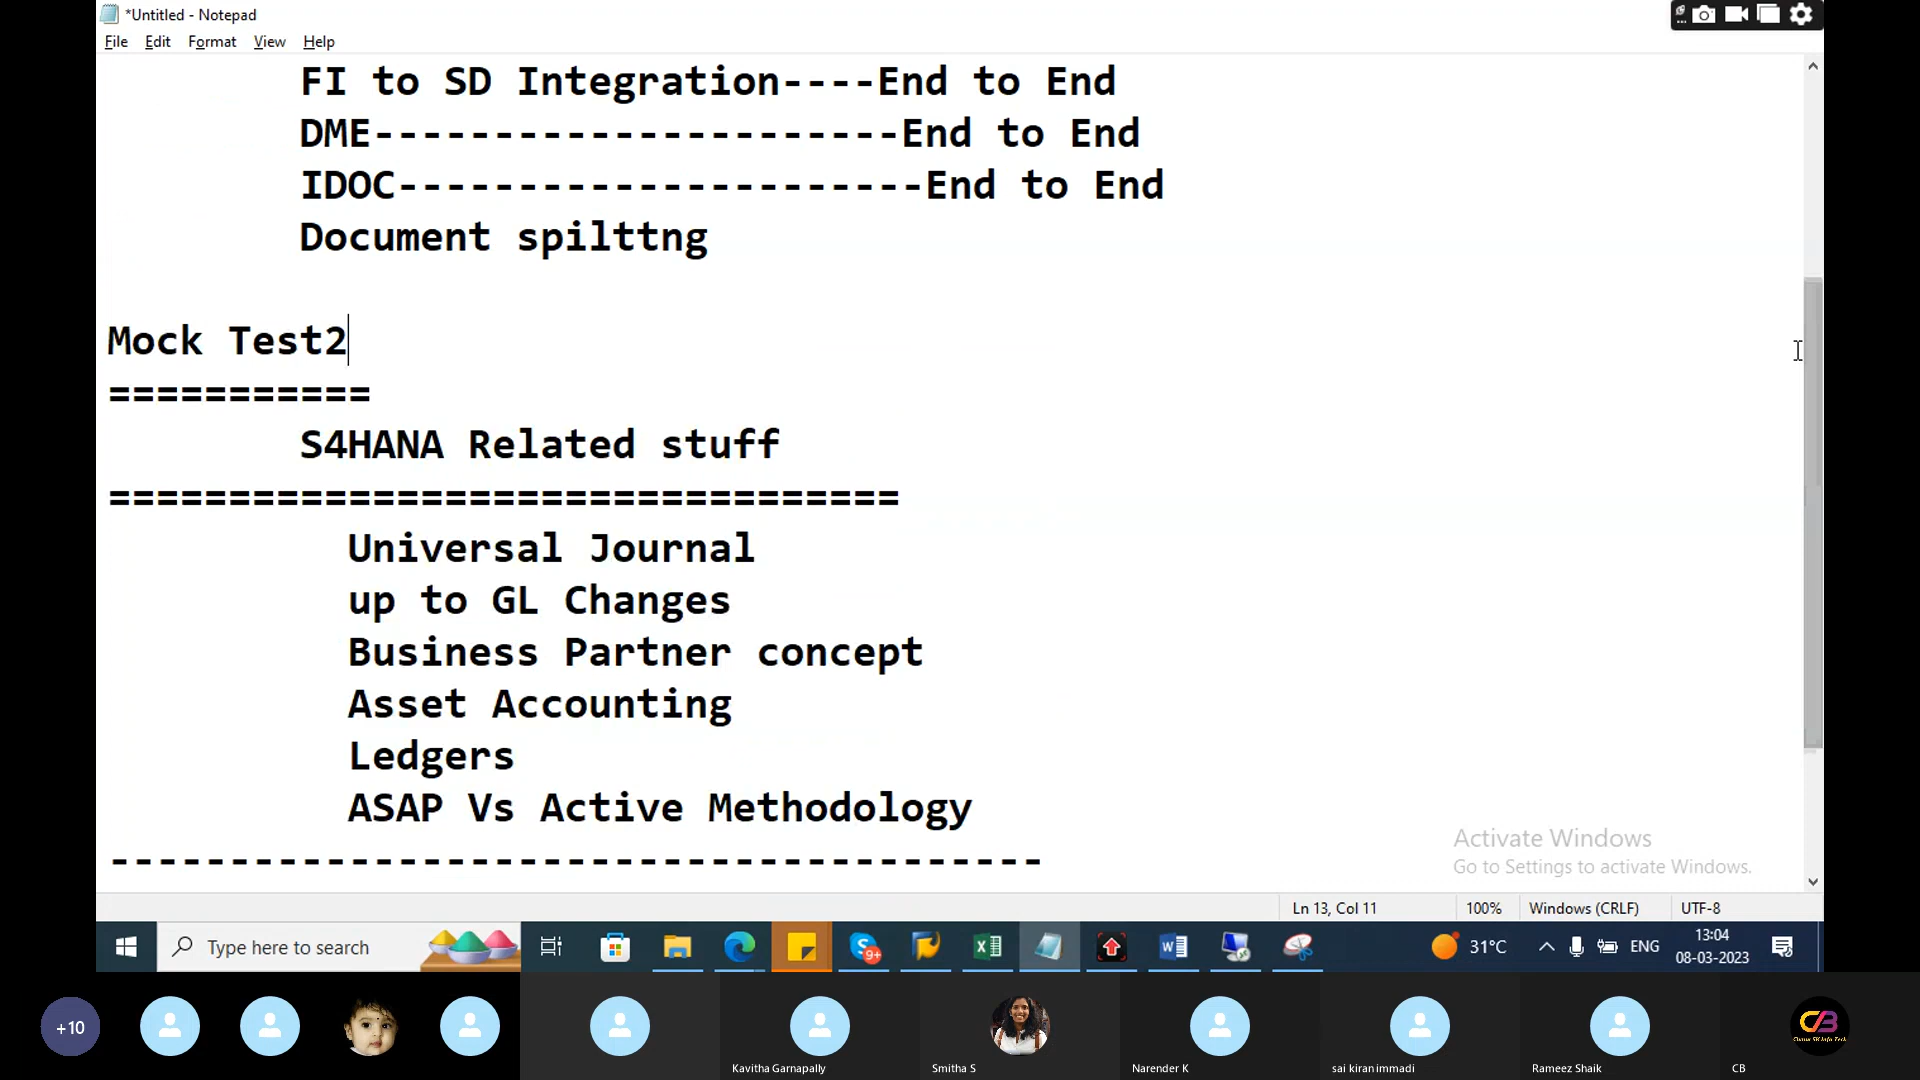 *Untitled - Notepad
File Edit Format View Help
FI to SD Integration----End to End
DME----------------------End to End
IDOC----------------------End to End
Document spilttng
Mock Test2
===========
S4HANA Related stuff
=================================
Universal Journal
up to GL Changes
Business Partner concept
Asset Accounting
Ledgers
ASAP Vs Active Methodology
---------------------------------------
Activate Windows
Go to Settings to activate Windows.
Ln 13, Col 11 100% Windows (CRLF) UTF-8
Type here to search 9+ 31°C ENG 13:04
08-03-2023
+10
CB
Kavitha Garnapally Smitha S Narender K sai kiran immadi Rameez Shaik CB